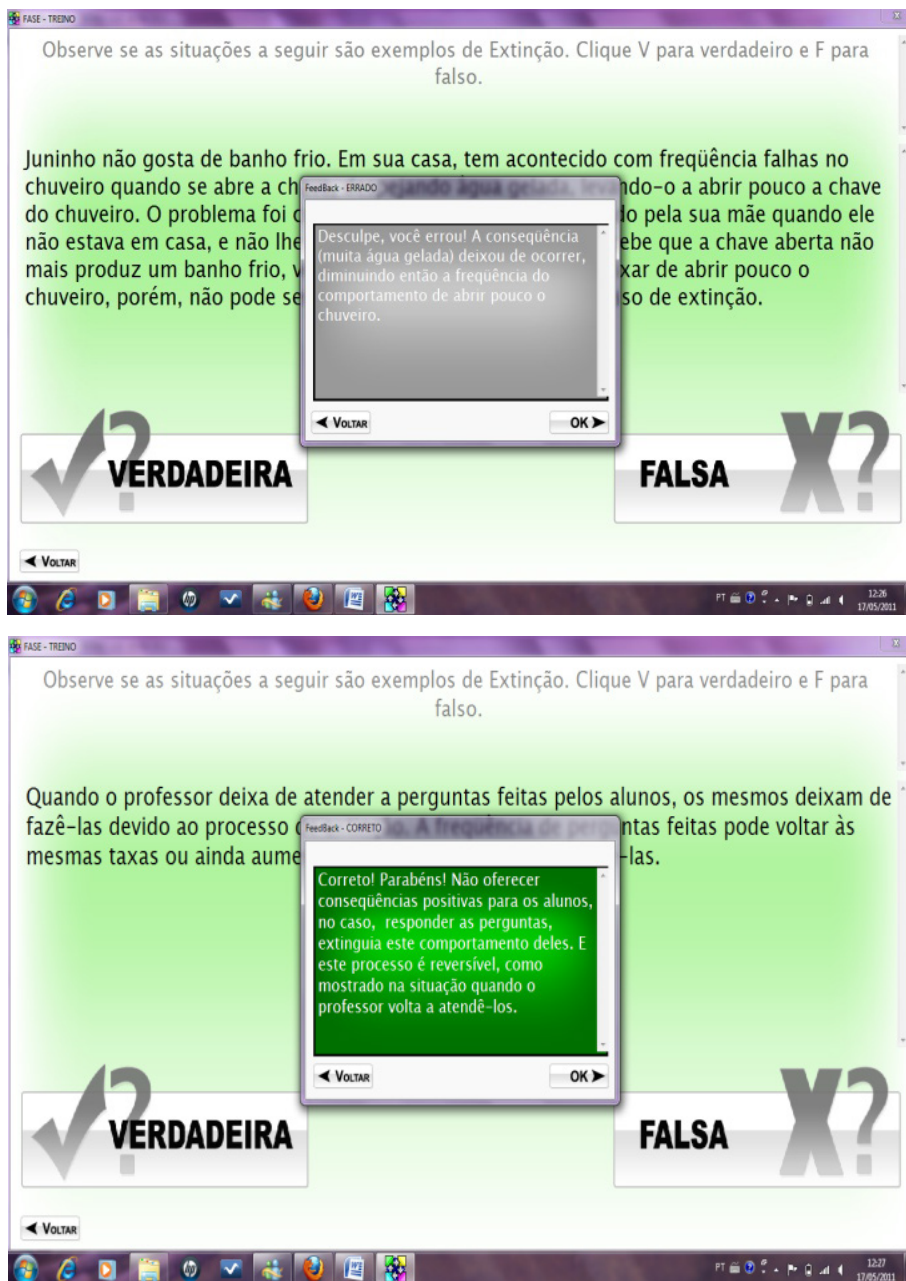 FASE - TREINO
Observe se as situações a seguir são exemplos de Extinção. Clique V para verdadeiro e F para
falso.
Juninho não gosta de banho frio. Em sua casa, tem acontecido com freqüência falhas no
chuveiro quando se abre a ch despejando água gelada, levando-o a abrir pouco a chave
do chuveiro. O problema foi do pela sua mãe quando ele
não estava em casa, e não lhe ebe que a chave aberta não
mais produz um banho frio, v xar de abrir pouco o
chuveiro, porém, não pode se so de extinção.
FeedBack - ERRADO
Desculpe, você errou! A conseqüência
(muita água gelada) deixou de ocorrer,
diminuindo então a freqüência do
comportamento de abrir pouco o
chuveiro.
VOLTAR
OK
VERDADEIRA
FALSA
VOLTAR
PT
12:26
17/05/2011
FASE - TREINO
Observe se as situações a seguir são exemplos de Extinção. Clique V para verdadeiro e F para
falso.
Quando o professor deixa de atender a perguntas feitas pelos alunos, os mesmos deixam de
fazê-las devido ao processo A frequência de perguntas feitas pode voltar às
mesmas taxas ou ainda aume -las.
FeedBack - CORRETO
Correto! Parabéns! Não oferecer
conseqüências positivas para os alunos,
no caso, responder as perguntas,
extinguia este comportamento deles. E
este processo é reversível, como
mostrado na situação quando o
professor volta a atendê-los.
VOLTAR
OK
VERDADEIRA
FALSA
VOLTAR
PT
12:27
17/05/2011